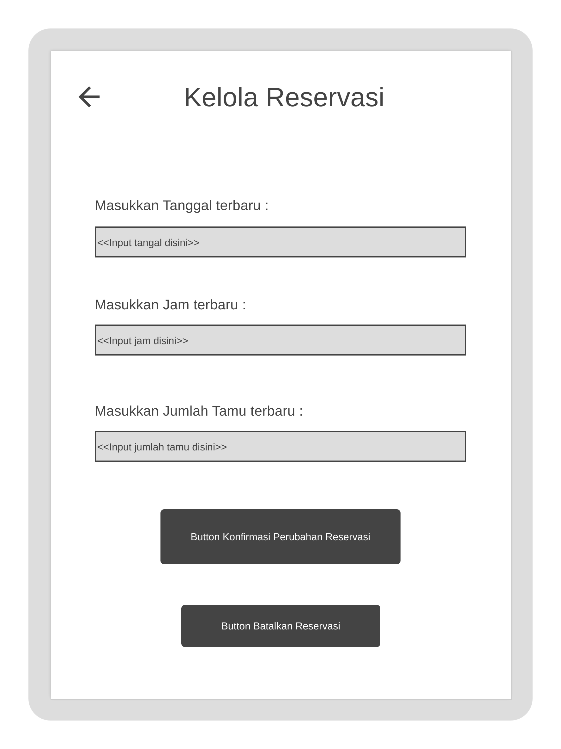 Kelola Reservasi
Masukkan Tanggal terbaru :
<<Input tangal disini>>
Masukkan Jam terbaru :
<<Input jam disini>>
Masukkan Jumlah Tamu terbaru :
<<Input jumlah tamu disini>>
Button Konfirmasi Perubahan Reservasi
Button Batalkan Reservasi